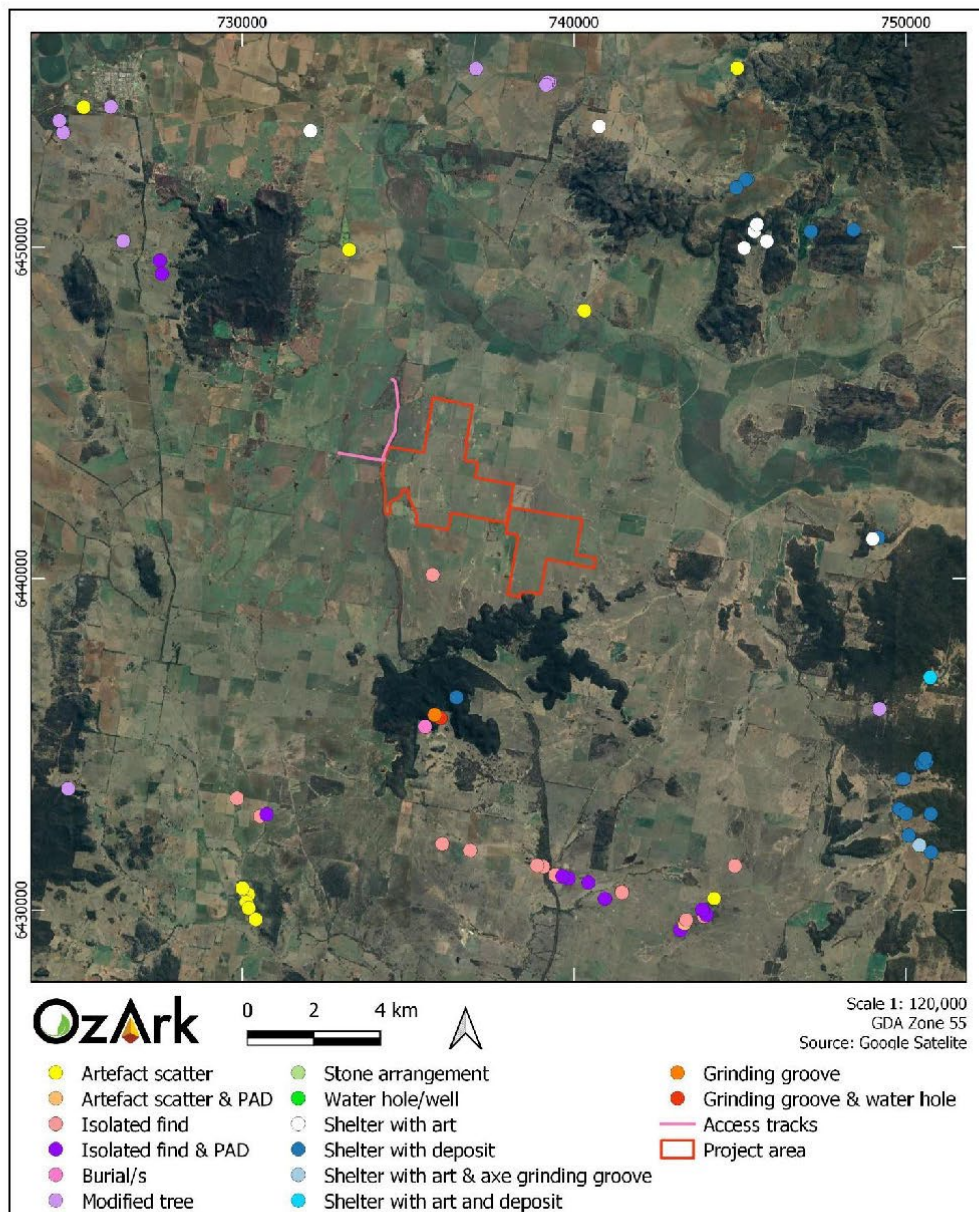 730000 740000 750000
6450000
6440000
6430000
OzArk
0 2 4 km
Scale 1: 120,000
GDA Zone 55
Source: Google Satelite
Artefact scatter
Artefact scatter & PAD
Isolated find
Isolated find & PAD
Burial/s
Modified tree
Stone arrangement
Water hole/well
Shelter with art
Shelter with deposit
Shelter with art & axe grinding groove
Shelter with art and deposit
Grinding groove
Grinding groove & water hole
Access tracks
Project area